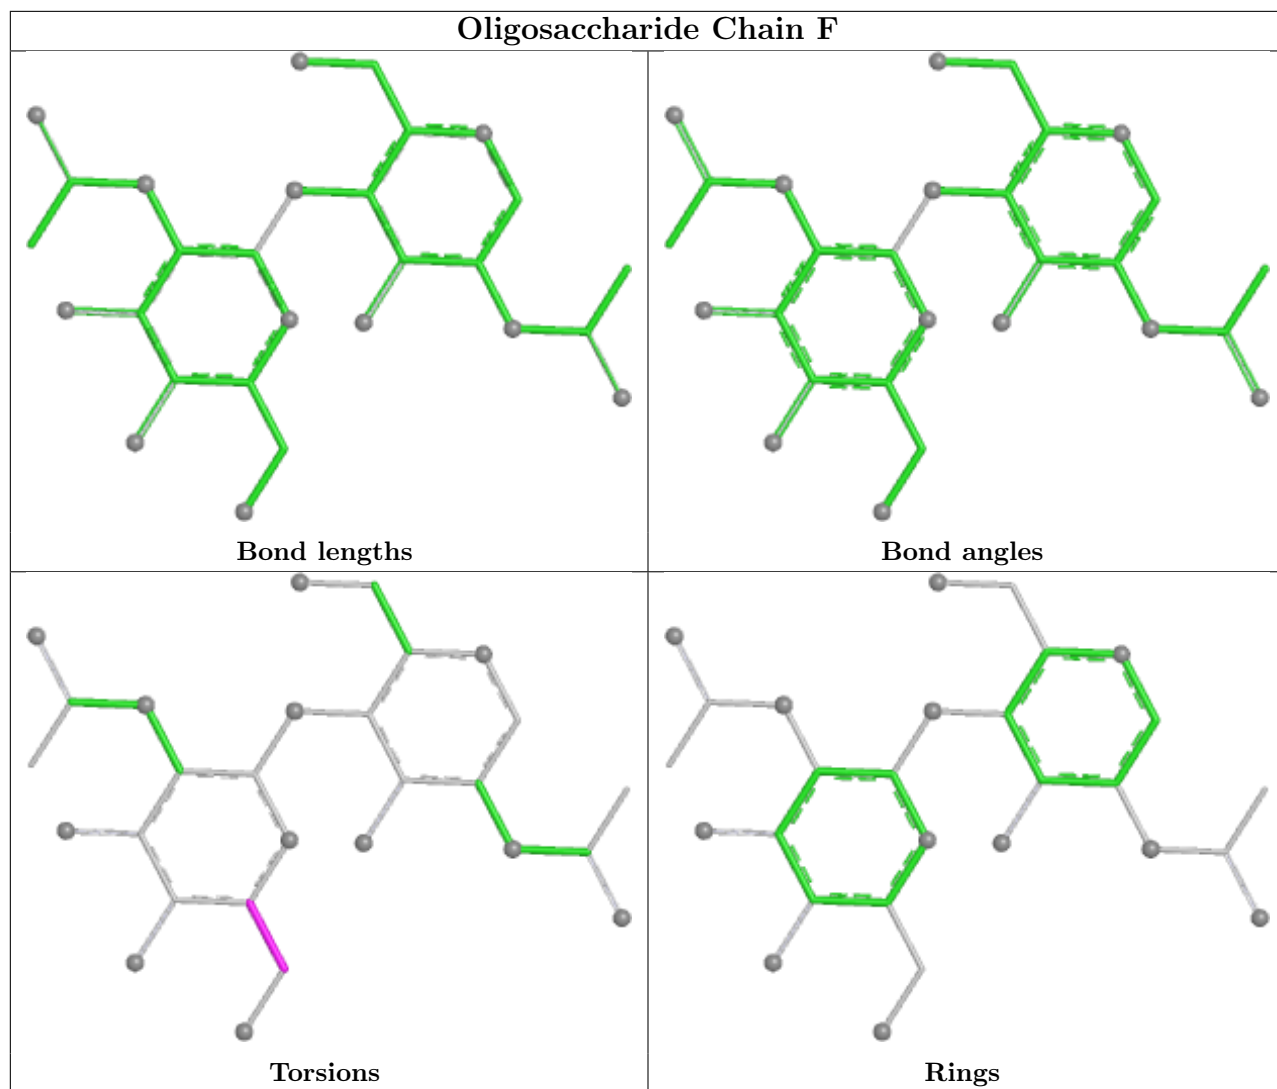 Oligosaccharide Chain F
Bond lengths
Bond angles
Torsions
Rings